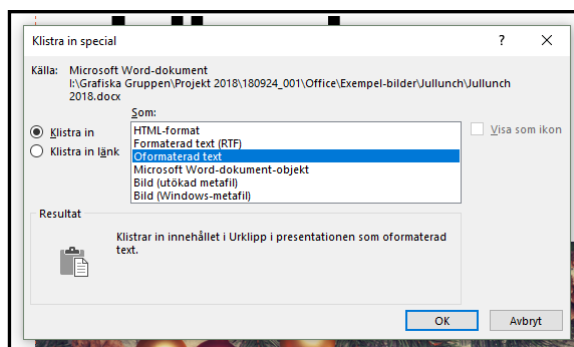 Klistra in special
Källa: Microsoft Word-dokument
I:\Grafiska Gruppen\Projekt 2018\180924_001\Office\Exempel-bilder\Jullunch\Jullunch
2018.docx
Som:
Klistra in
Klistra in länk
HTML-format
Formaterad text (RTF)
Oformaterad text
Microsoft Word-dokument-objekt
Bild (utökad metafil)
Bild (Windows-metafil)
Visa som ikon
Resultat
Klistrar in innehållet i Urklipp i presentationen som oformaterad
text.
OK Avbryt